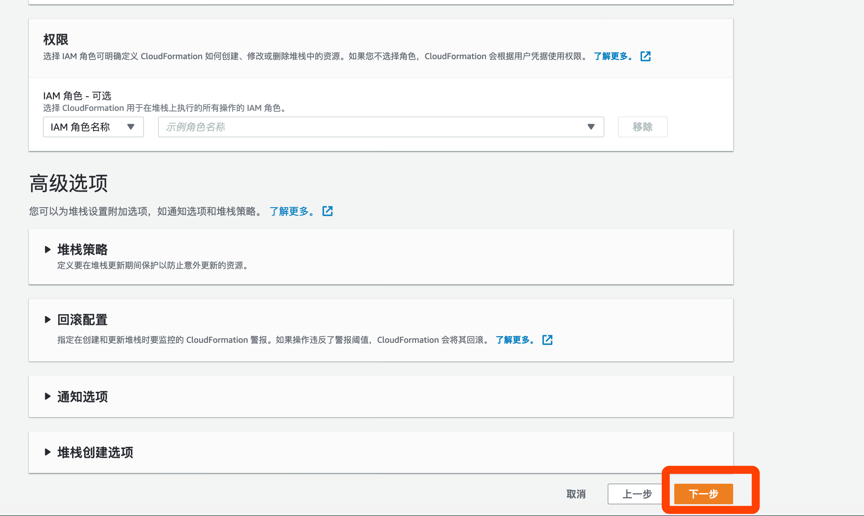 权限
选择 IAM 角色可明确定义 CloudFormation 如何创建、修改或删除堆栈中的资源。如果您不选择角色，CloudFormation 会根据用户凭据使用权限。 了解更多。
IAM 角色 - 可选
选择 CloudFormation 用于在堆栈上执行的所有操作的 IAM 角色。
IAM 角色名称 示例角色名称 移除
高级选项
您可以为堆栈设置附加选项，如通知选项和堆栈策略。 了解更多。
堆栈策略
定义要在堆栈更新期间保护以防止意外更新的资源。
回滚配置
指定在创建和更新堆栈时要监控的 CloudFormation 警报。如果操作违反了警报阈值，CloudFormation 会将其回滚。 了解更多。
通知选项
堆栈创建选项
取消 上一步 下一步